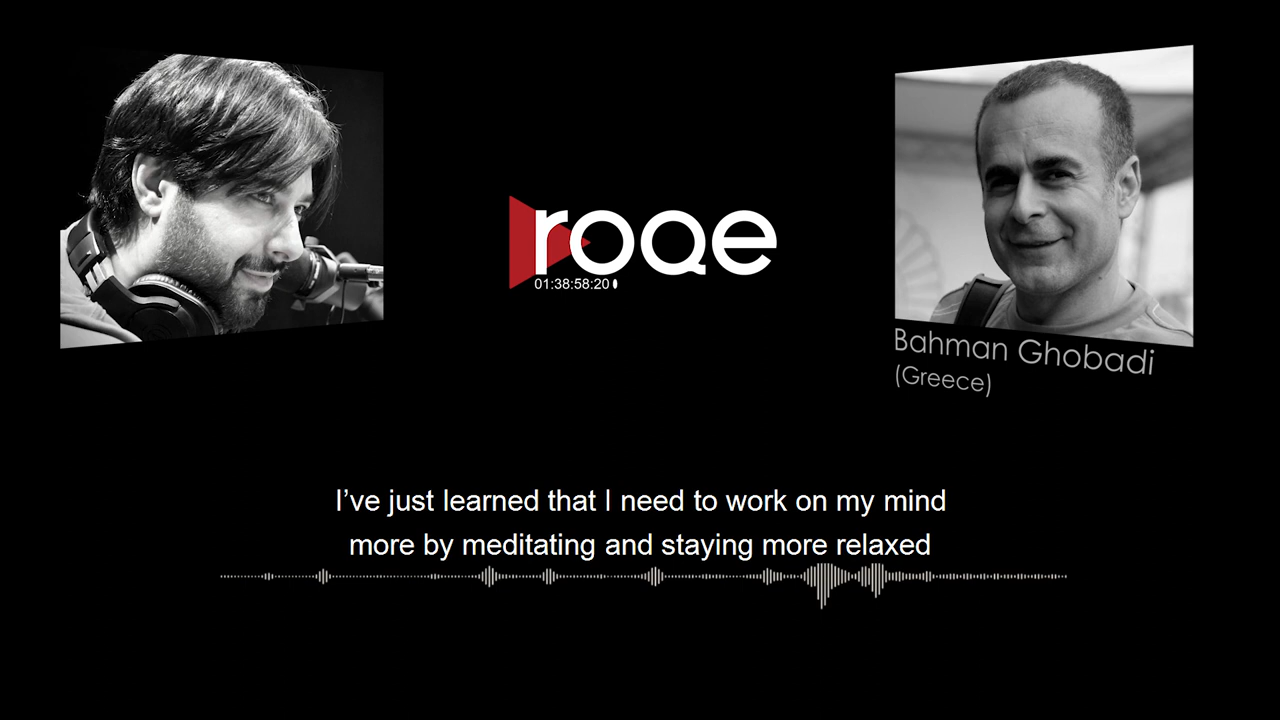 roqe
01:38:58:20
Bahman Ghobadi
(Greece)
I’ve just learned that I need to work on my mind
more by meditating and staying more relaxed